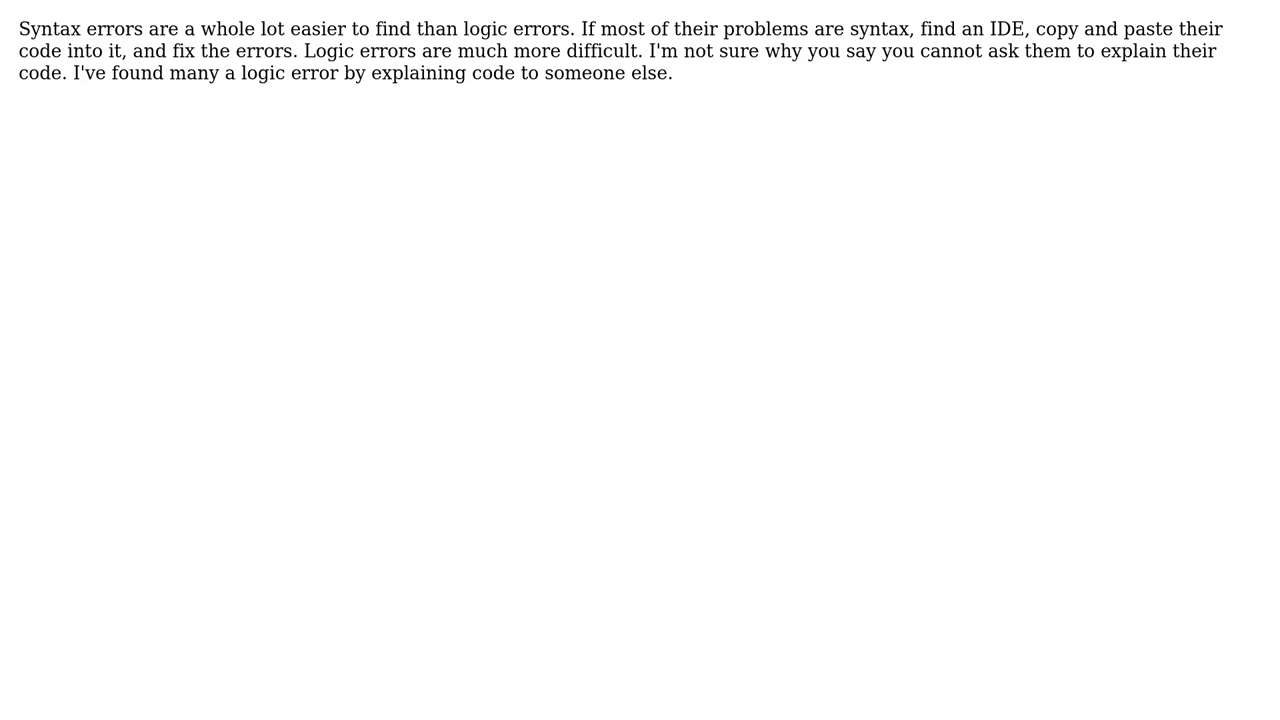 Syntax errors are a whole lot easier to find than logic errors. If most of their problems are syntax, find an IDE, copy and paste their
code into it, and fix the errors. Logic errors are much more difficult. I'm not sure why you say you cannot ask them to explain their
code. I've found many a logic error by explaining code to someone else.